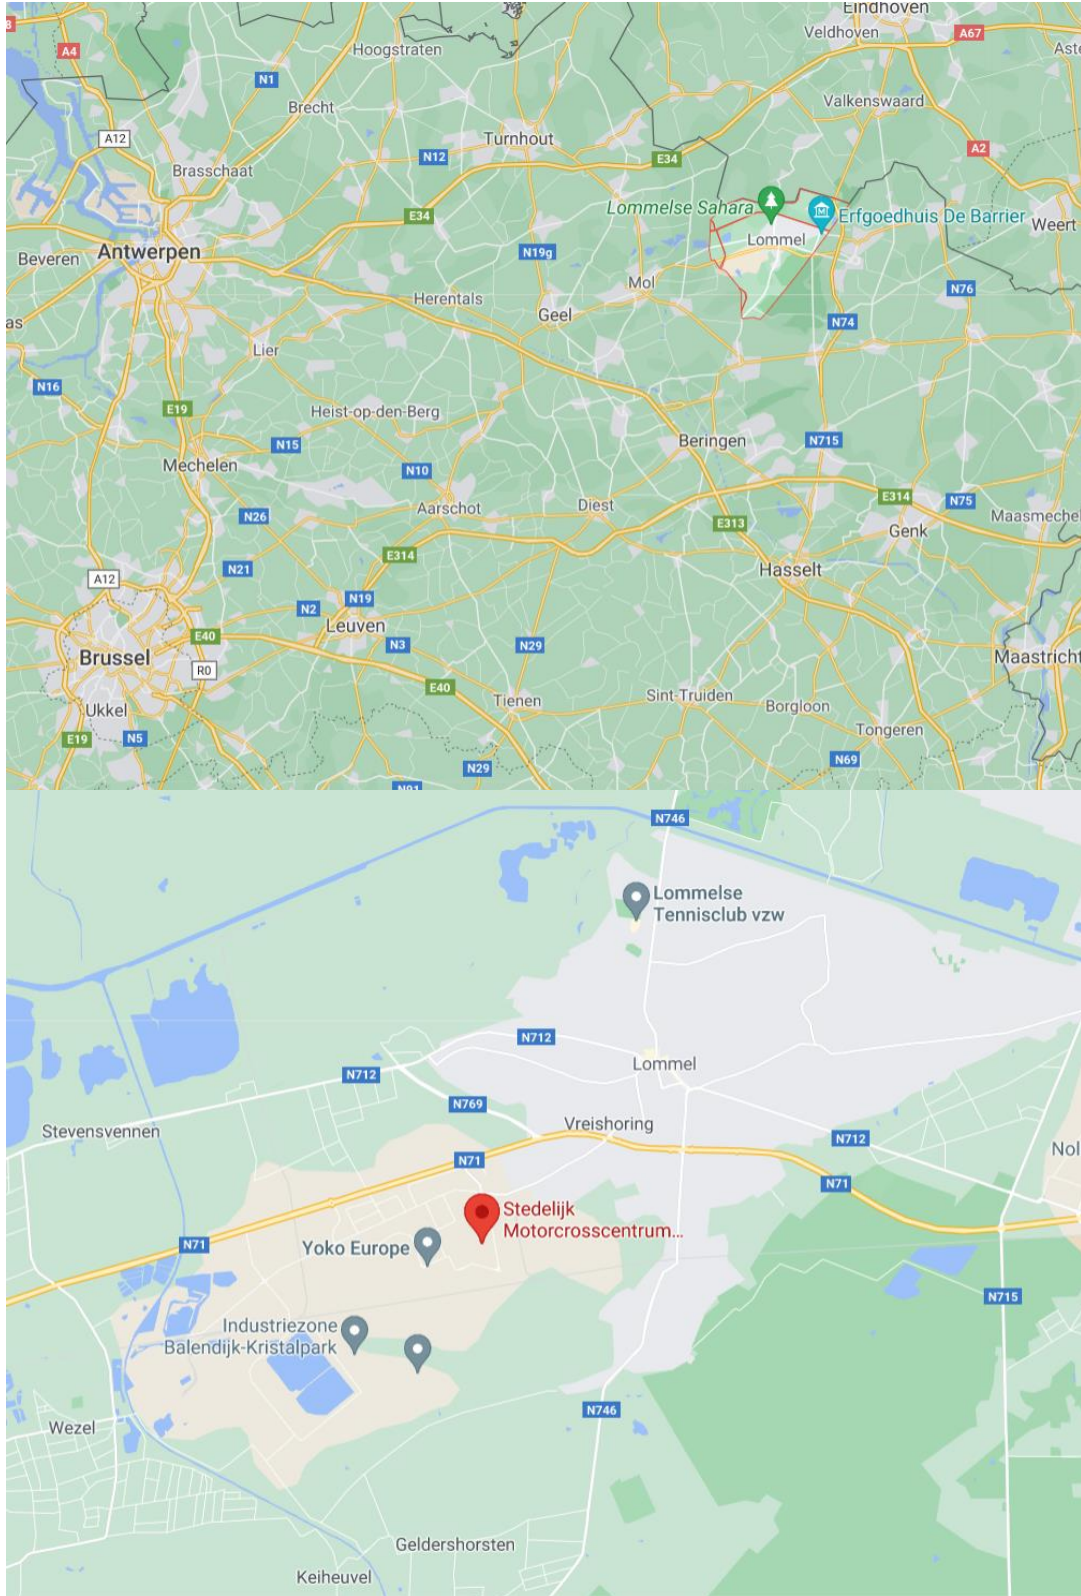 Eindhoven
Veldhoven
A67
Aste
3
A4
Hoogstraten
N1
Brecht
Valkenswaard
A12
Turnhout
A2
N12
E34
Brasschaat
Lommelse Sahara
Erfgoedhuis De Barrier
E34
Weert
Lommel
Antwerpen
Beveren
N19g
Mol
N76
Herentals
Geel
as
N74
Lier
N16
E19
Heist-op-den-Berg
N15
Beringen
N715
Mechelen
N10
E314
N75
Aarschot
Diest
N26
E313
Maasmechel
Genk
E314
N21
Hasselt
A12
N19
N2
Leuven
E40
N3
N29
Brussel
R0
Maastricht
E40
Tienen
Sint-Truiden
Borgloon
Ukkel
Tongeren
E19
N5
N69
N29
N91
N746
Lommelse
Tennisclub vzw
N712
Lommel
N712
N769
Vreishoring
Stevensvennen
N712
Nol
N71
N71
Stedelijk
Motorcrosscentrum...
N71
Yoko Europe
N715
Industriezone
Balendijk-Kristalpark
N746
Wezel
Geldershorsten
Keiheuvel